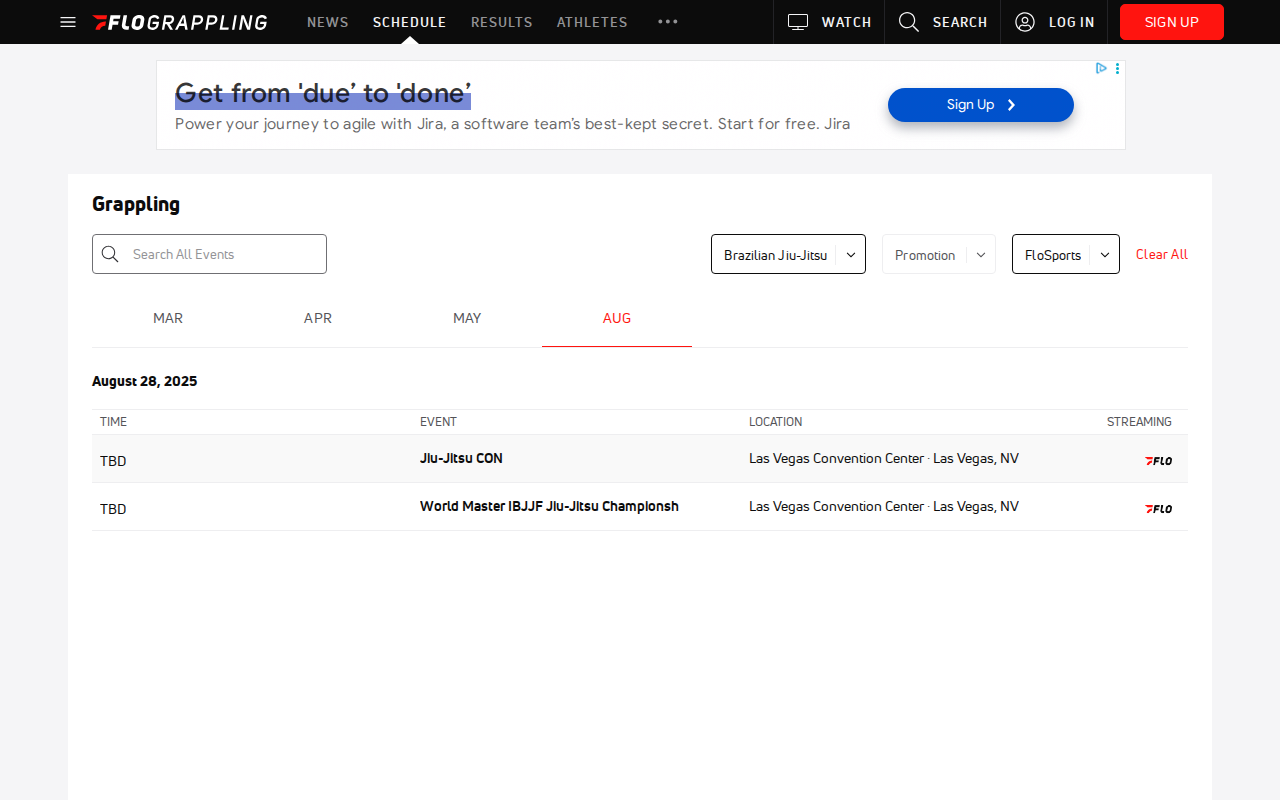 FLOGRAPPLING NEWS SCHEDULE RESULTS ATHLETES WATCH SEARCH LOG IN SIGN UP
Get from 'due’ to 'done’
Power your journey to agile with Jira, a software team’s best-kept secret. Start for free. Jira
Sign Up
Grappling
Search All Events
Brazilian Jiu-Jitsu
Promotion
FloSports
Clear All
MAR APR MAY AUG
August 28, 2025
TIME EVENT LOCATION STREAMING
TBD Jiu-Jitsu CON Las Vegas Convention Center · Las Vegas, NV FLO
TBD World Master IBJJF Jiu-Jitsu Championsh Las Vegas Convention Center · Las Vegas, NV FLO